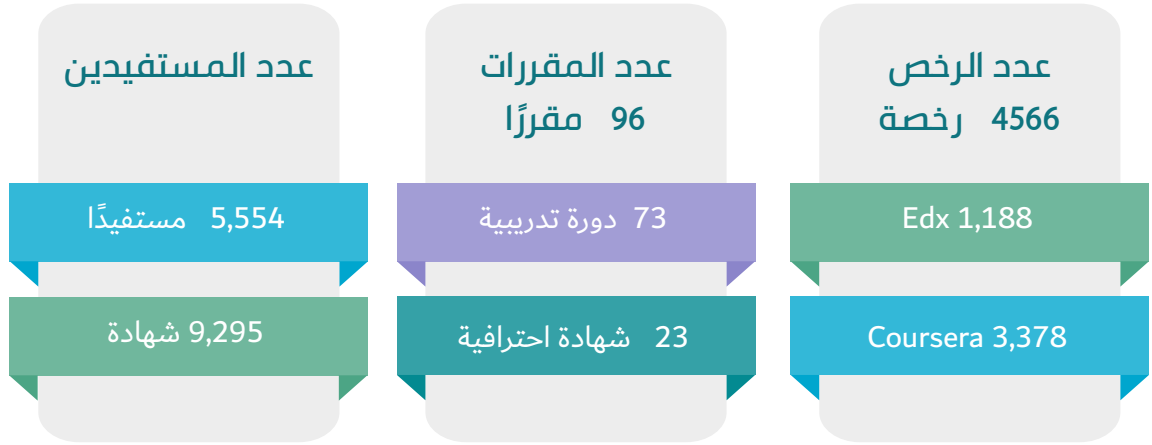 عدد الرخص
4566 رخصة
Edx 1,188
Coursera 3,378
عدد المقررات
96 مقررًا
73 دورة تدريبية
23 شهادة احترافية
عدد المستفيدين
5,554 مستفيدًا
9,295 شهادة